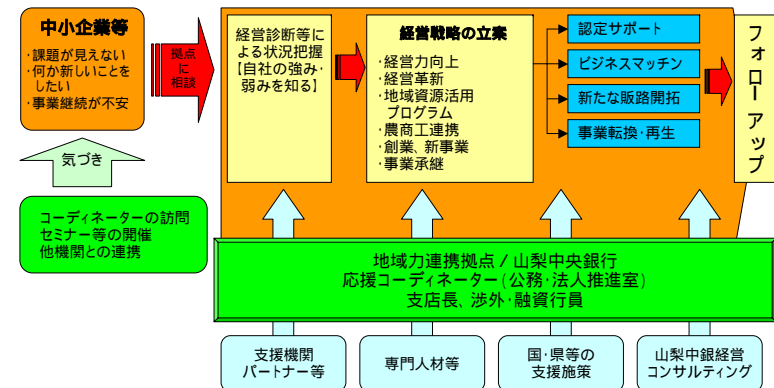 中小企業等
・課題が見えない
・何か新しいことを
したい
・事業継続が不安
拠点
に
相談
経営診断等
による状況把握
【自社の強み・
弱みを知る】
経営戦略の立案
・経営力向上
・経営革新
・地域資源活用
プログラム
・農商工連携
・創業、新事業
・事業承継
認定サポート
ビジネスマッチン
新たな販路開拓
事業転換・再生
フォローアップ
気づき
コーディネーターの訪問
セミナー等の開催
他機関との連携
地域力連携拠点 / 山梨中央銀行
応援コーディネーター(公務・法人推進室)
支店長、渉外・融資行員
支援機関
パートナー等
専門人材等
国・県等の
支援施策
山梨中銀経営
コンサルティング